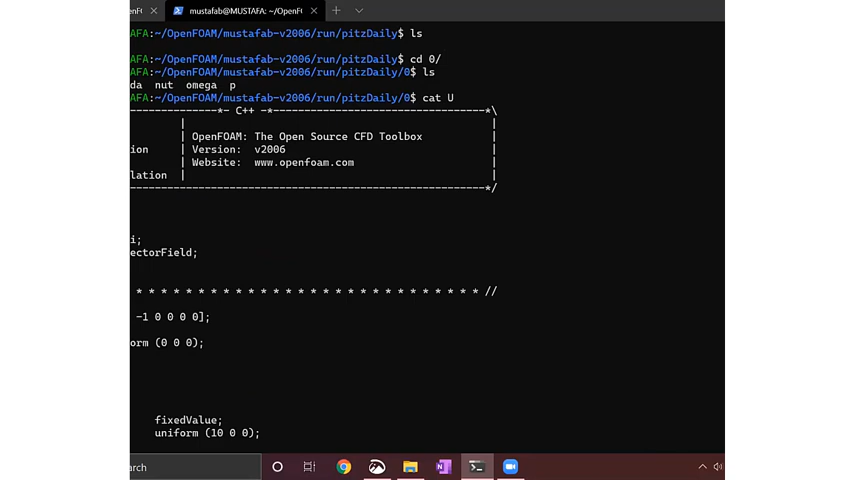 enF(
mustafab@MUSTAFA: ~/OpenF(
AFA:~/OpenFOAM/mustafab-v2006/run/pitzDaily$ ls
AFA:~/OpenFOAM/mustafab-v2006/run/pitzDaily$ cd 0/
AFA:~/OpenFOAM/mustafab-v2006/run/pitzDaily/0$ ls
da nut omega p
AFA:~/OpenFOAM/mustafab-v2006/run/pitzDaily/0$ cat U
---------------*- C++ -*----------------------------------*\
| |
| OpenFOAM: The Open Source CFD Toolbox |
ion | Version: v2006 |
| Website: www.openfoam.com |
lation | |
----------------------------------------------------------*/
i;
ectorField;
* * * * * * * * * * * * * * * * * * * * * * * * * * * * //
-1 0 0 0 0];
orm (0 0 0);
fixedValue;
uniform (10 0 0);
arch